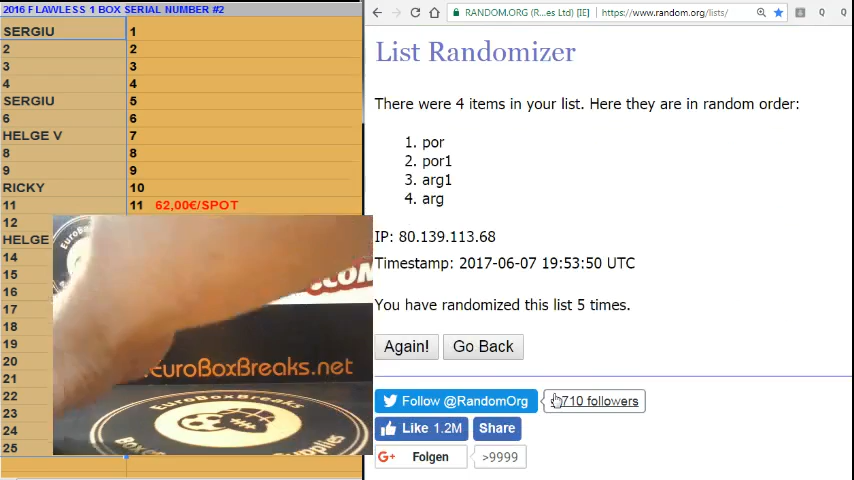 2016 FLAWLESS 1 BOX SERIAL NUMBER #2
SERGIU 1
2 2
3 3
4 4
SERGIU 5
6 6
HELGE V 7
8 8
9 9
RICKY 10
11 11 62,00€/SPOT
12
HELGE
14
15
16
17
18
19
20
21
22
23
24
25
EuroBoxBreaks.net
EuroBoxBreaks
RANDOM.ORG (R...es Ltd) [IE] https://www.random.org/lists/
List Randomizer
There were 4 items in your list. Here they are in random order:
1. por
2. por1
3. arg1
4. arg
IP: 80.139.113.68
Timestamp: 2017-06-07 19:53:50 UTC
You have randomized this list 5 times.
Again! Go Back
Follow @RandomOrg 710 followers
Like 1.2M Share
G+ Folgen >9999